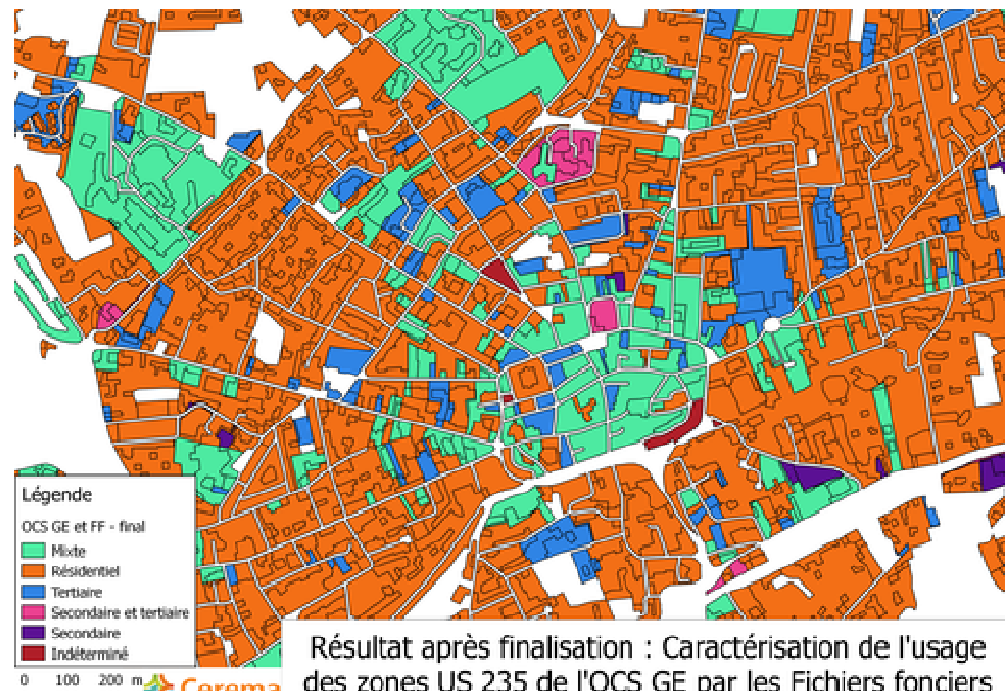 Légende
OCS GE et FF - final
Mixte
Résidentiel
Tertiaire
Secondaire et tertiaire
Secondaire
Indéterminé
0 100 200 m
Cerema
Résultat après finalisation : Caractérisation de l'usage
des zones US 235 de l'OCS GE par les Fichiers fonciers